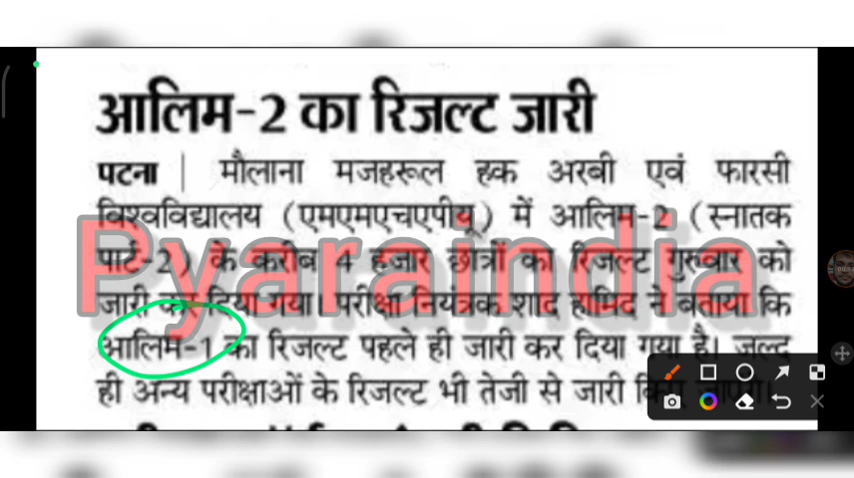 आलिम-2 का रिजल्ट जारी
पटना | मौलाना मजहरूल हक अरबी एवं फारसी
विश्वविद्यालय (एमएमएचएपीयू) में आलिम-2 (स्नातक
पार्ट-2) के करीब 4 हजार छात्रों का रिजल्ट गुरुवार को
जारी कर दिया गया। परीक्षा नियंत्रक शाद हामिद ने बताया कि
आलिम-1 का रिजल्ट पहले ही जारी कर दिया गया है। जल्द
ही अन्य परीक्षाओं के रिजल्ट भी तेजी से जारी
Pyaraindia